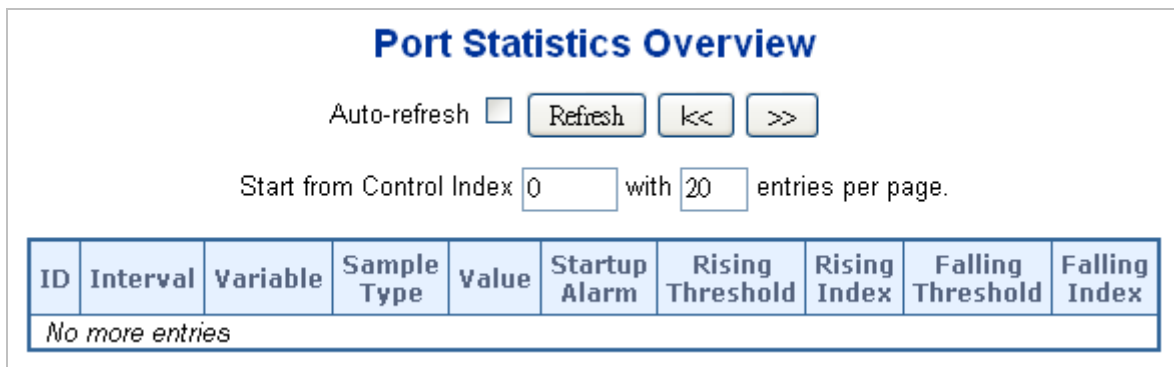 Port Statistics Overview
Auto-refresh Refresh |<< >>
Start from Control Index 0 with 20 entries per page.
ID Interval Variable Sample Type Value Startup Alarm Rising Threshold Rising Index Falling Threshold Falling Index
No more entries